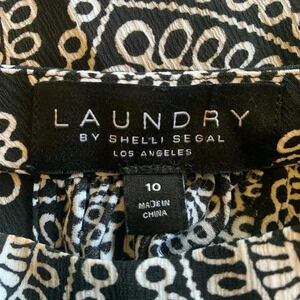 LAUNDRY
BY SHELLI SEGAL
LOS ANGELES
10
MADE IN
CHINA